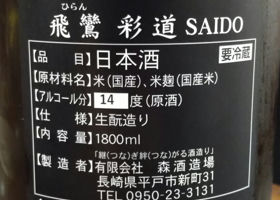 ひらん
飛鸞 彩道 SAIDO
品目 日本酒 要冷蔵
原材料名 米(国産)、米麹(国産米)
アルコール分 14 度(原酒)
仕様 生酛造り
内容量 1800ml
「継(つな)ぎ絆(つな)がる酒造り」
製造者 有限会社 森酒造場
長崎県平戸市新町31
TEL 0950-23-3131